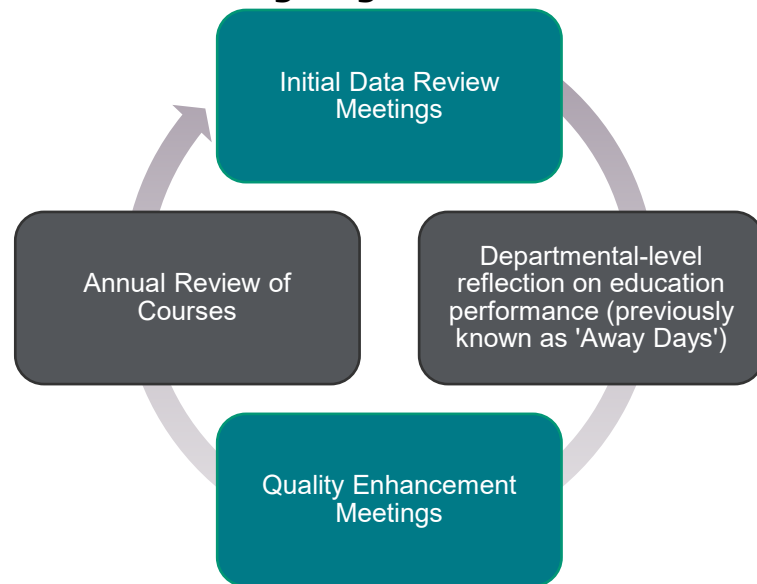 Initial Data Review
Meetings
Departmental-level
reflection on education
performance (previously
known as 'Away Days')
Quality Enhancement
Meetings
Annual Review of
Courses